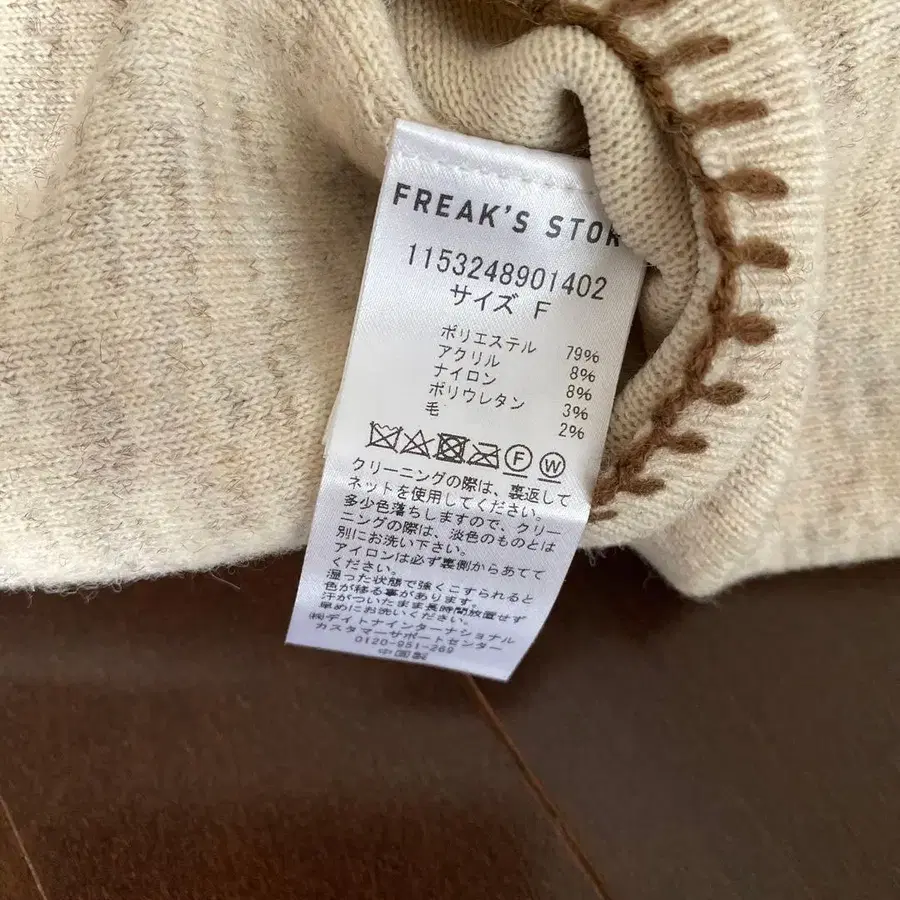 FREAK'S STOR
1153248901402
サイズ F
ポリエステル 79%
アクリル 8%
ナイロン 8%
ポリウレタン 3%
毛 2%
F W
クリーニングの際は、裏返して
ネットを使用してください。
多少色落ちしますので、クリー
ニングの際は、淡色のものとは
別にお洗い下さい。
アイロンは必ず裏側からあてて
ください。
湿った状態で強くこすられると
色が移る事があります。
汗がついたまま長時間放置せず
早めにお洗いください。
㈱デイトナインターナショナル
カスタマーサポートセンター
0120-951-269
中国製